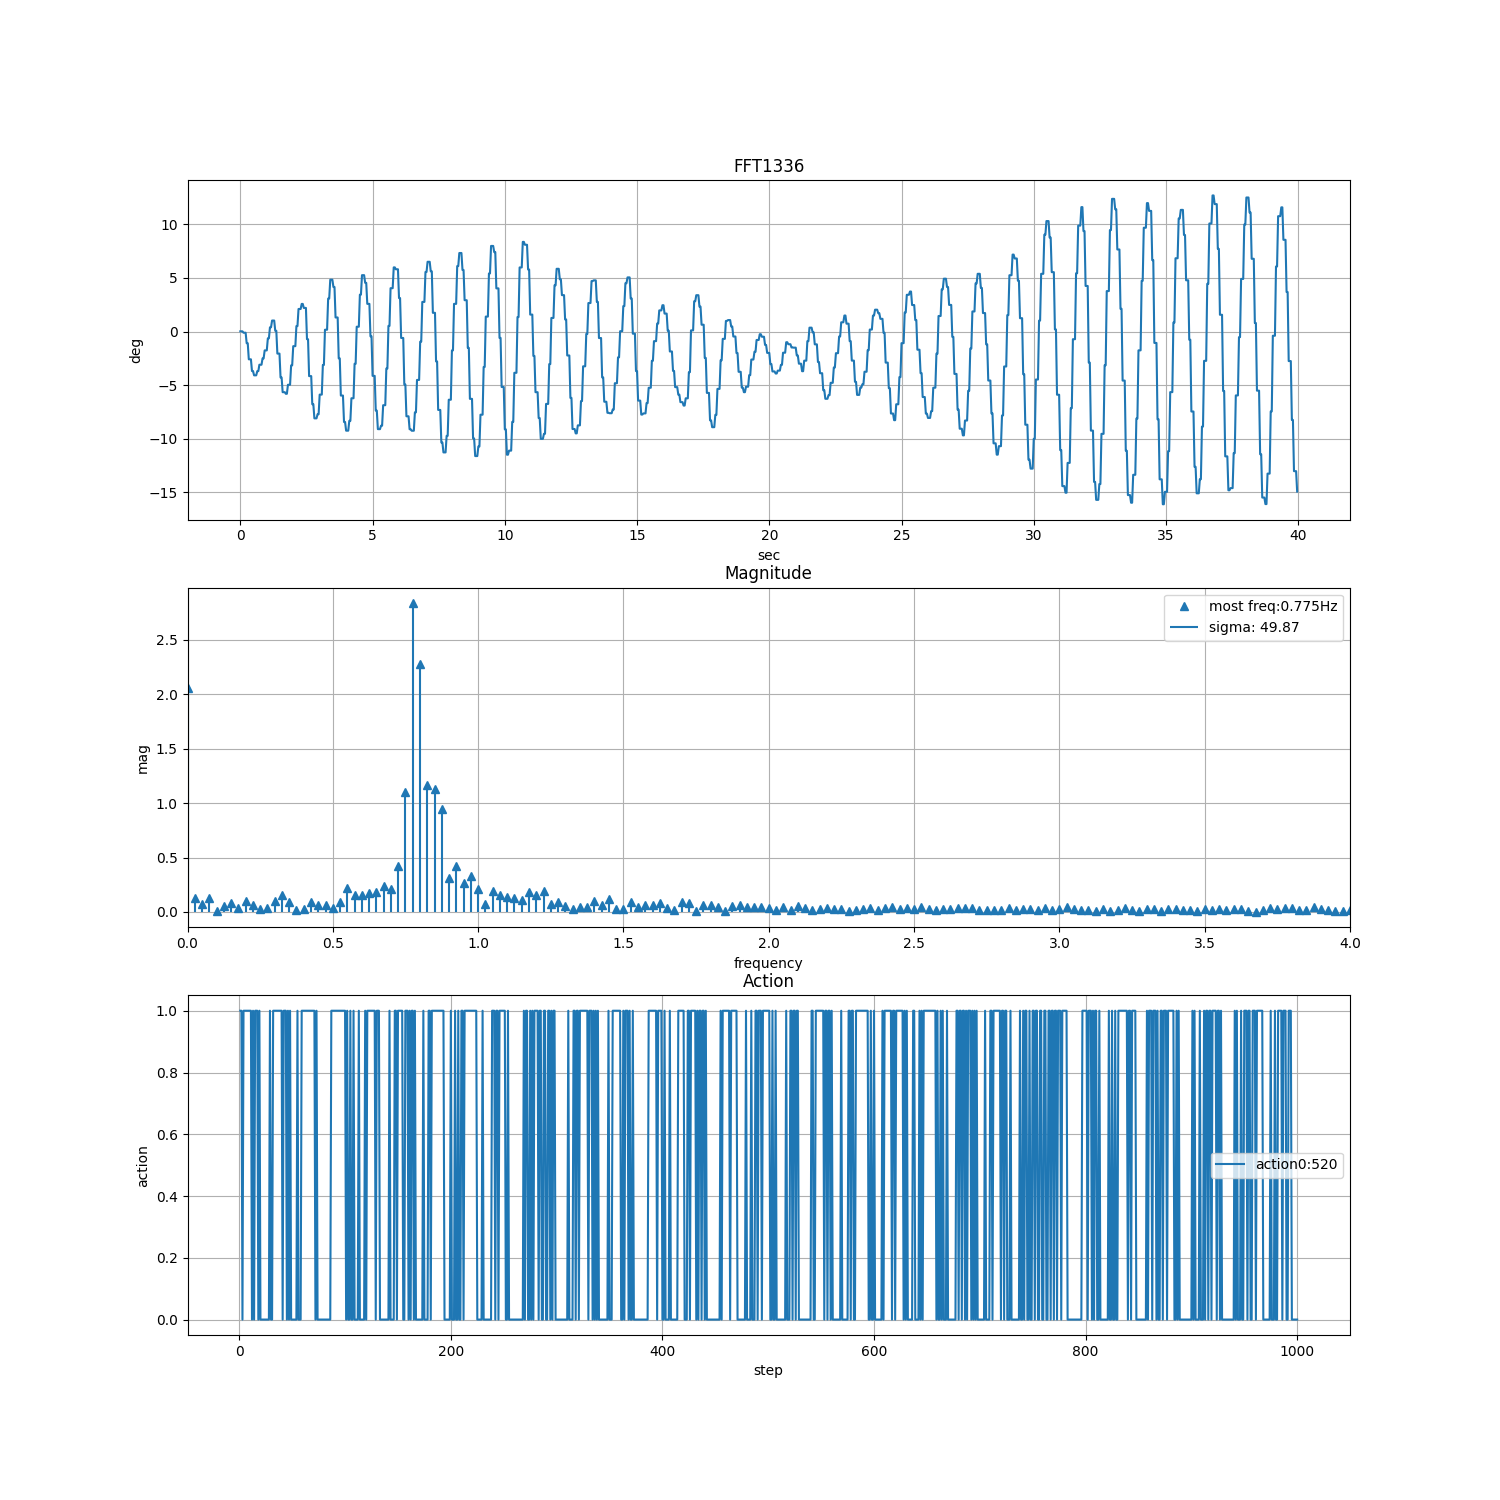 FFT1336
deg
10
5
0
−5
−10
−15
0 5 10 15 20 25 30 35 40
sec
Magnitude
mag
2.5
2.0
1.5
1.0
0.5
0.0
most freq:0.775Hz
sigma: 49.87
0.0 0.5 1.0 1.5 2.0 2.5 3.0 3.5 4.0
frequency
Action
action
1.0
0.8
0.6
0.4
0.2
0.0
action0:520
0 200 400 600 800 1000
step